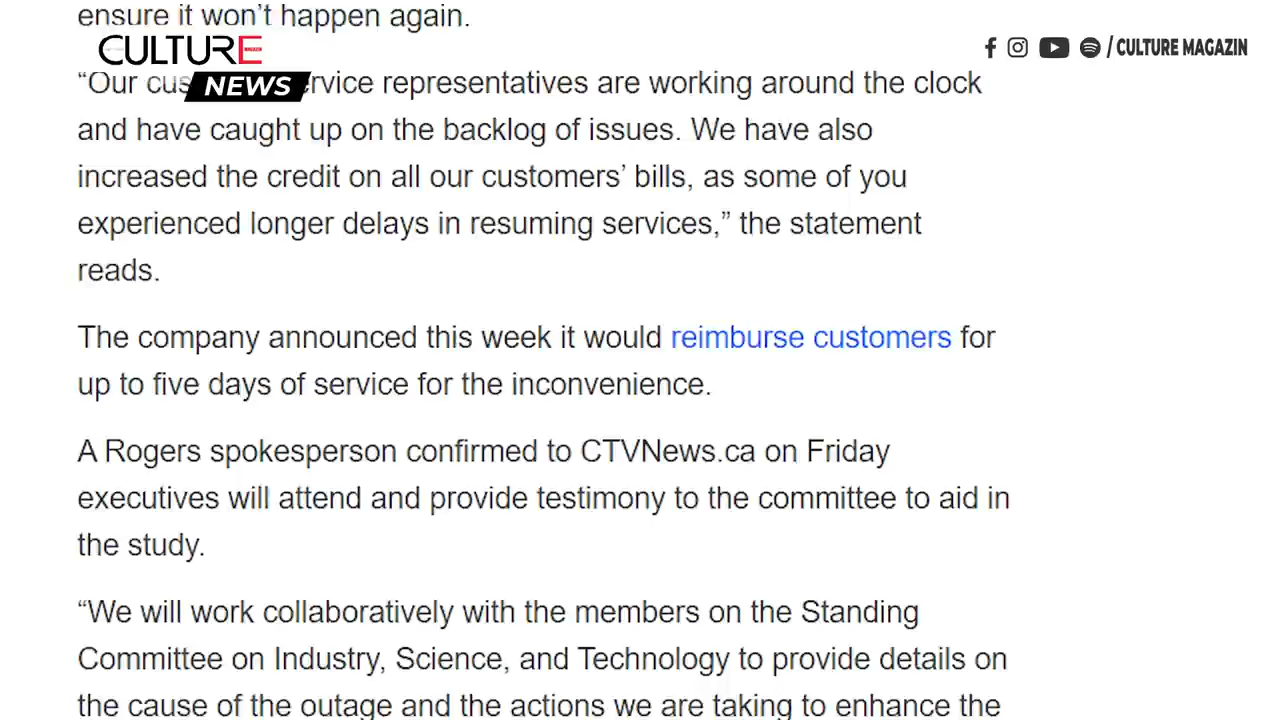 ensure it won’t happen again.
CULTURE
NEWS
/ CULTURE MAGAZIN
“Our cus rvice representatives are working around the clock
and have caught up on the backlog of issues. We have also
increased the credit on all our customers’ bills, as some of you
experienced longer delays in resuming services,” the statement
reads.
The company announced this week it would reimburse customers for
up to five days of service for the inconvenience.
A Rogers spokesperson confirmed to CTVNews.ca on Friday
executives will attend and provide testimony to the committee to aid in
the study.
“We will work collaboratively with the members on the Standing
Committee on Industry, Science, and Technology to provide details on
the cause of the outage and the actions we are taking to enhance the